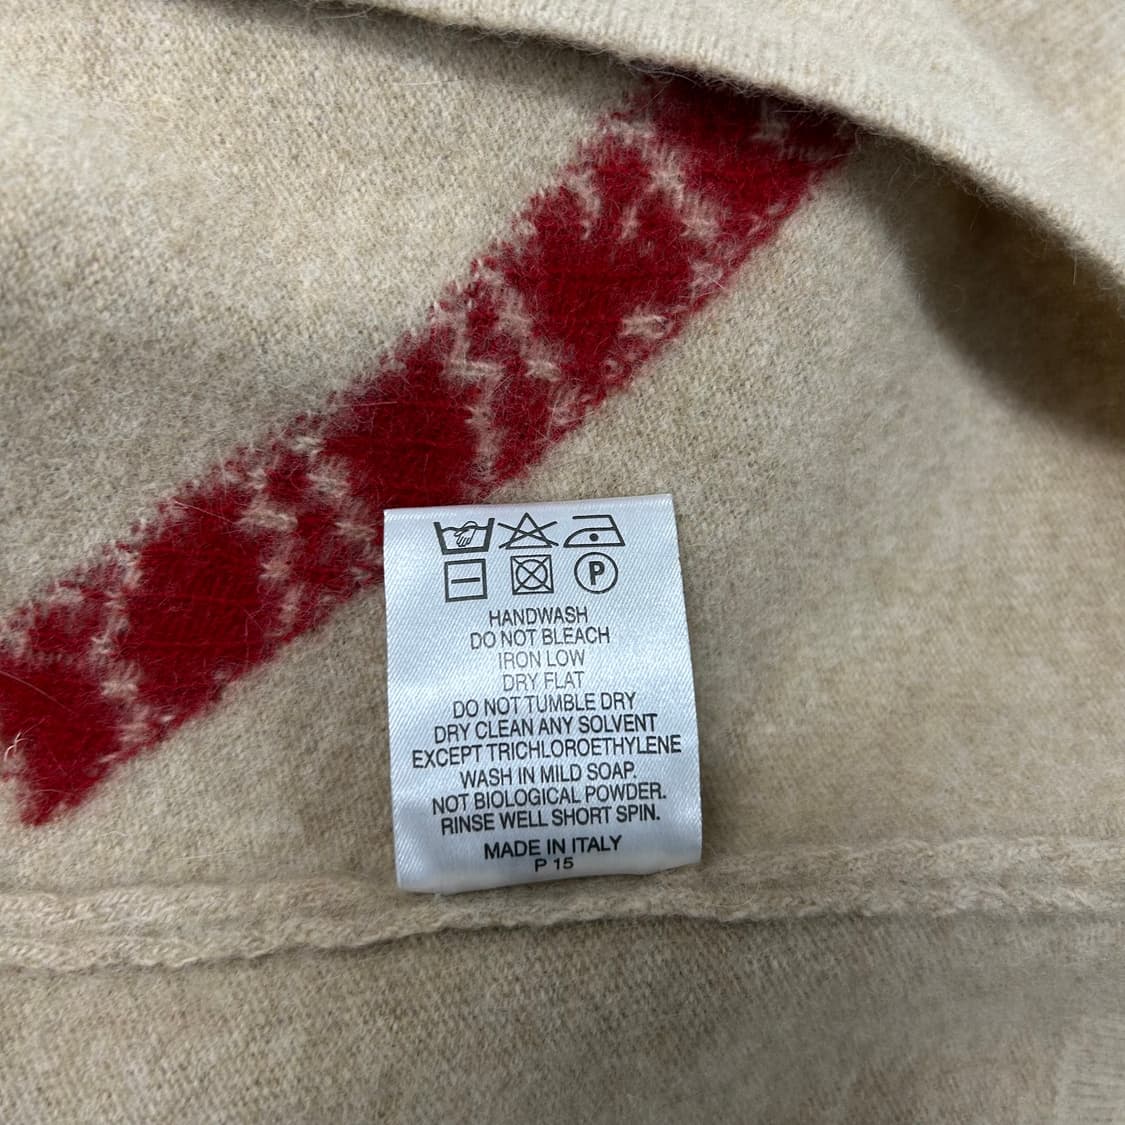 P
HANDWASH
DO NOT BLEACH
IRON LOW
DRY FLAT
DO NOT TUMBLE DRY
DRY CLEAN ANY SOLVENT
EXCEPT TRICHLOROETHYLENE
WASH IN MILD SOAP.
NOT BIOLOGICAL POWDER.
RINSE WELL SHORT SPIN.
MADE IN ITALY
P 15